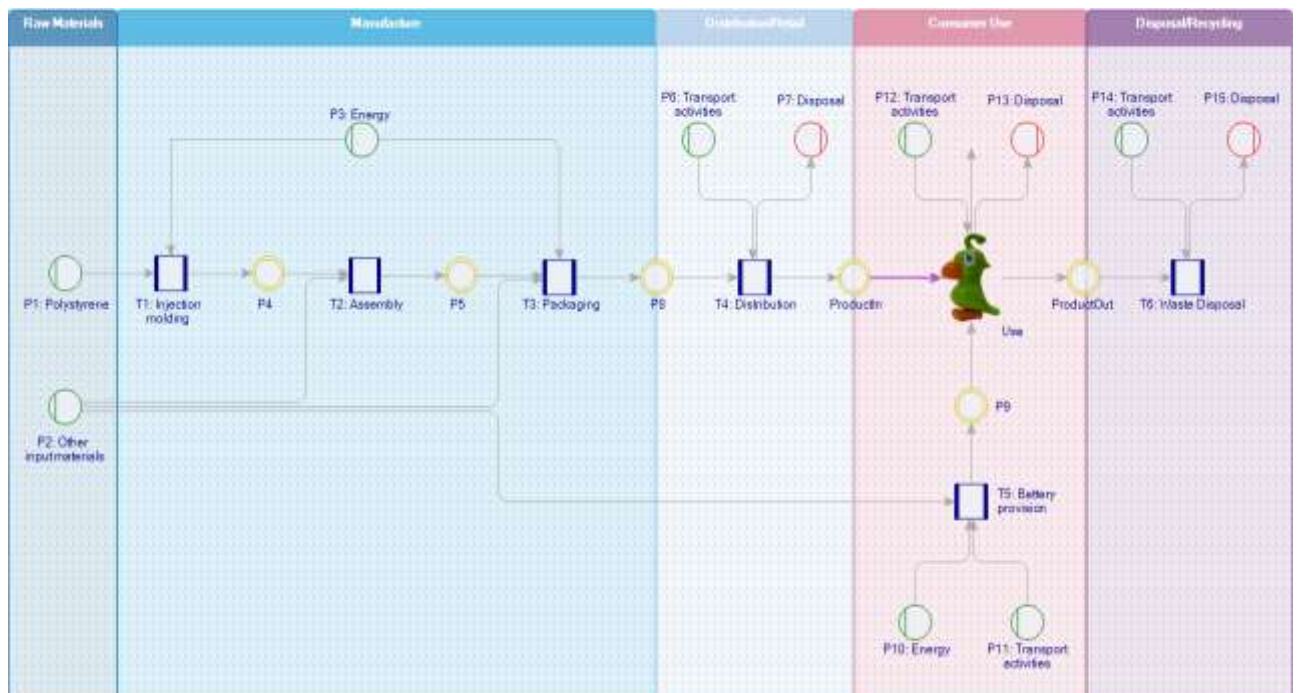 Raw Materials
Manufacture
Distribution/Retail
Consumer Use
Disposal/Recycling
P3: Energy
P6: Transport
activities
P7: Disposal
P12: Transport
activities
P13: Disposal
P14: Transport
activities
P15: Disposal
P1: Polystyrene
T1: Injection
molding
P4
T2: Assembly
P5
T3: Packaging
P8
T4: Distribution
ProductIn
Use
ProductOut
T6: Waste Disposal
P2: Other
input materials
P9
T5: Battery
provision
P10: Energy
P11: Transport
activities